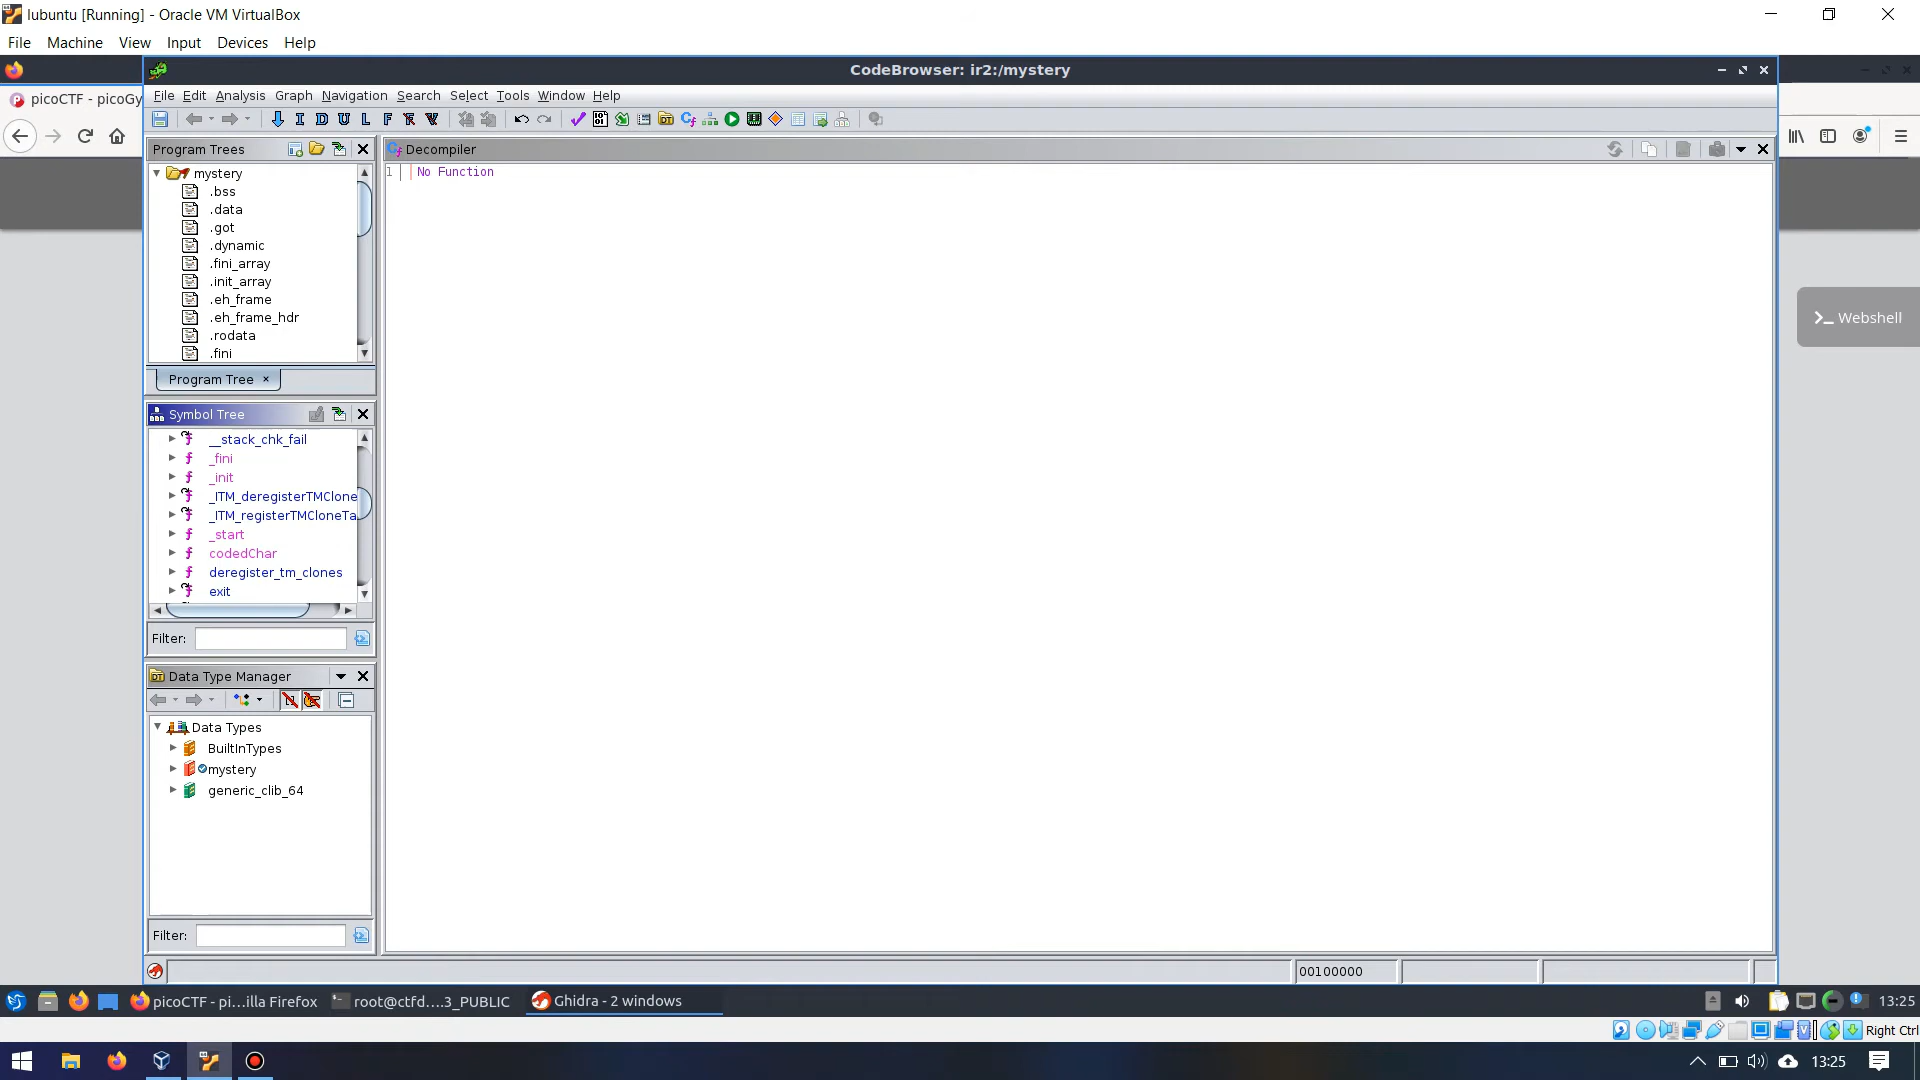 lubuntu [Running] - Oracle VM VirtualBox
File Machine View Input Devices Help
CodeBrowser: ir2:/mystery
picoCTF - picoGy
File Edit Analysis Graph Navigation Search Select Tools Window Help
I D U L F
Program Trees
Decompiler
mystery
1 No Function
.bss
.data
.got
.dynamic
.fini_array
.init_array
.eh_frame
.eh_frame_hdr
.rodata
.fini
Webshell
Program Tree ×
Symbol Tree
__stack_chk_fail
_fini
_init
_ITM_deregisterTMClone
_ITM_registerTMCloneTa
_start
codedChar
deregister_tm_clones
exit
Filter:
Data Type Manager
Data Types
BuiltInTypes
mystery
generic_clib_64
Filter:
00100000
picoCTF - pi...illa Firefox
root@ctfd....3_PUBLIC
Ghidra - 2 windows
13:25
Right Ctrl
13:25